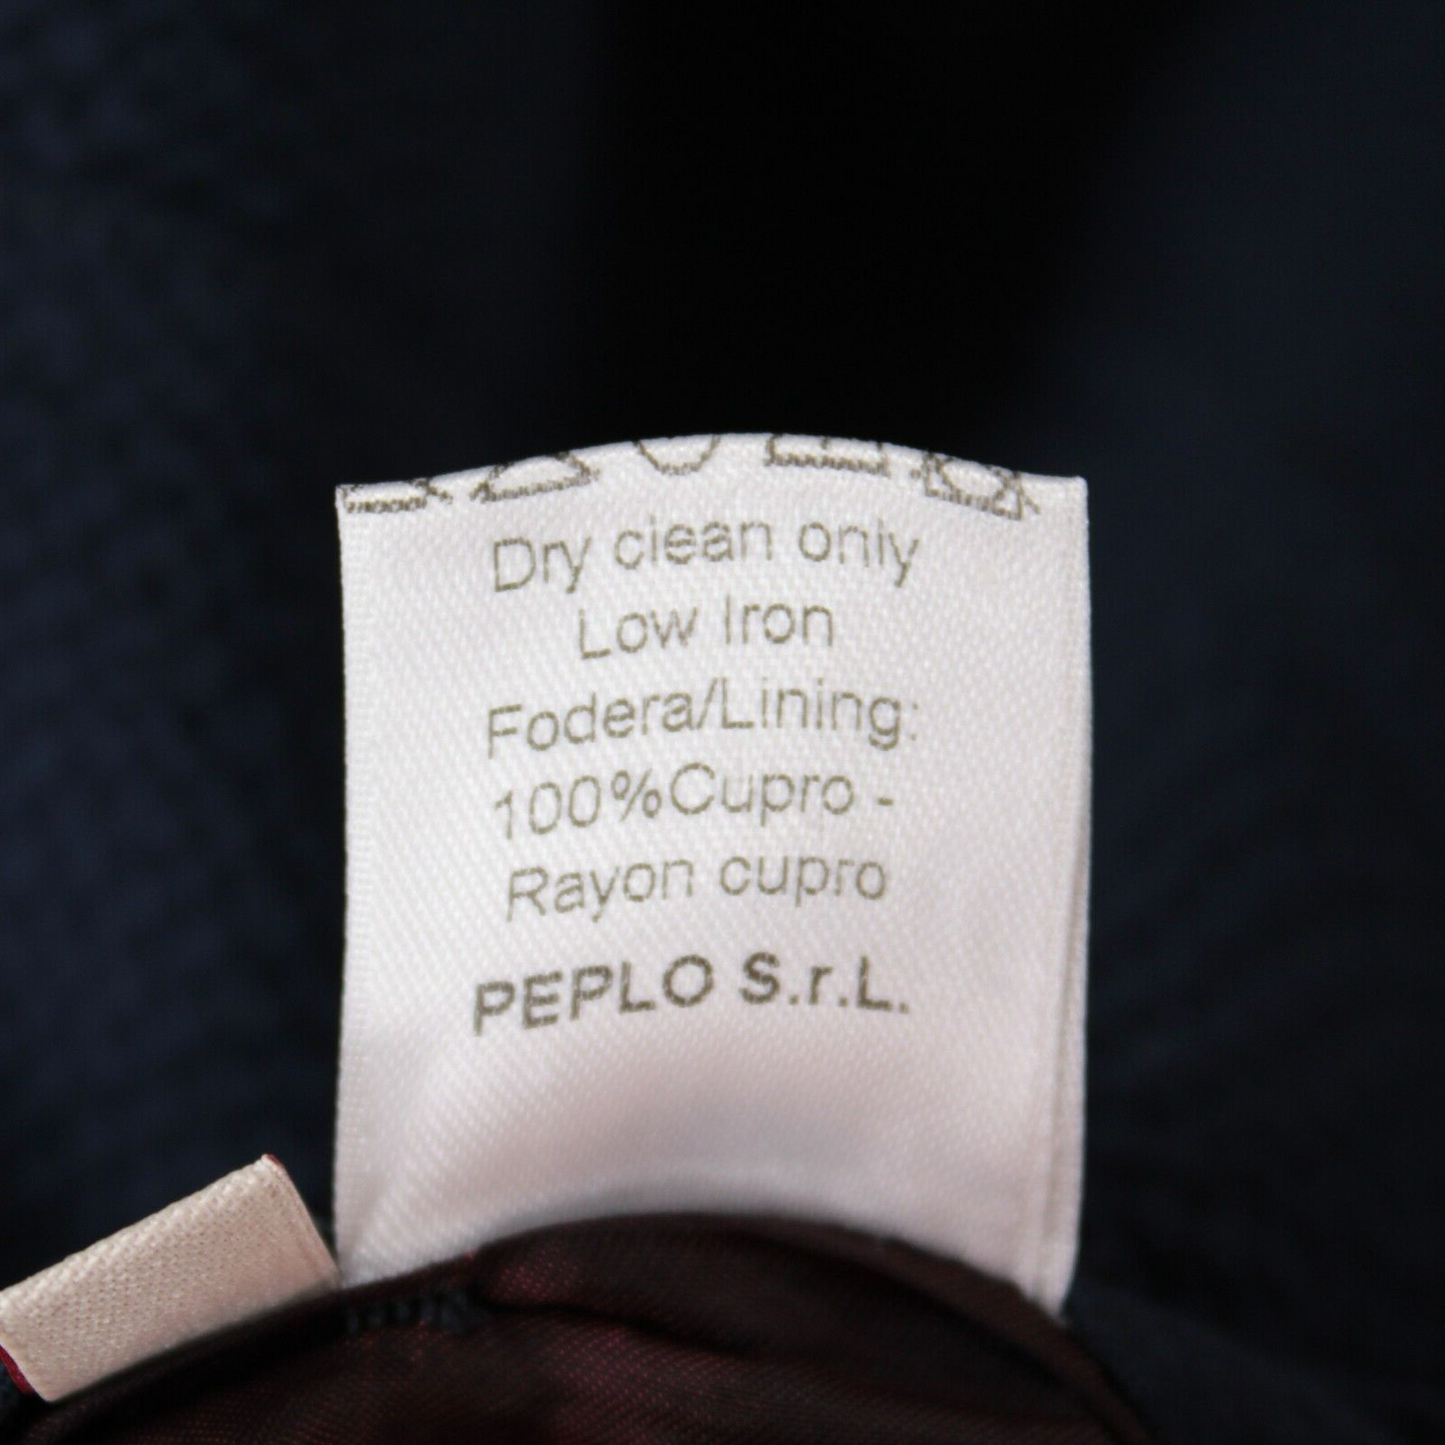 Dry clean only
Low Iron
Fodera/Lining:
100%Cupro -
Rayon cupro
PEPLO S.r.L.